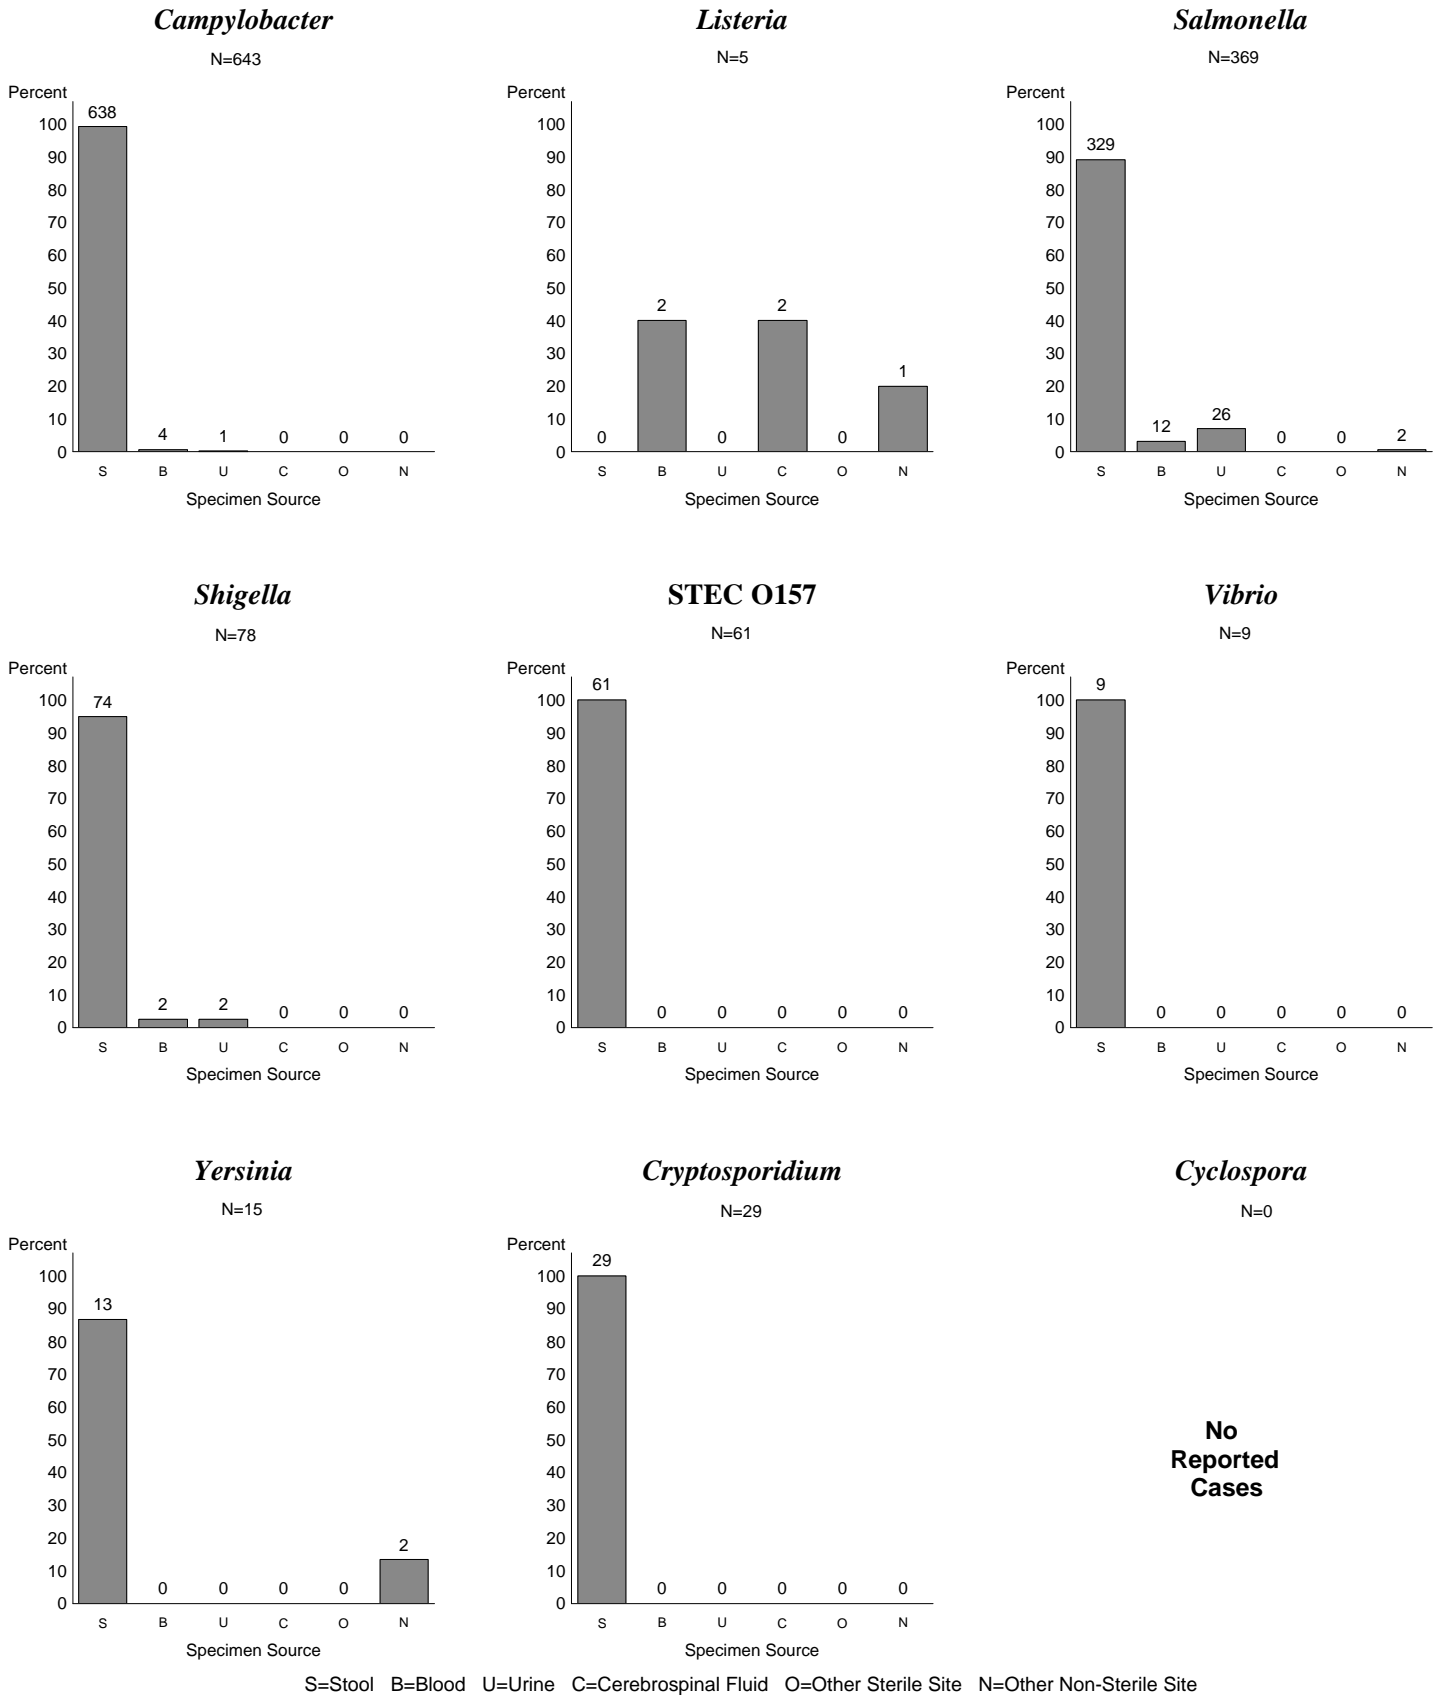 Campylobacter
N=643
Percent
638
100
90
80
70
60
50
40
30
20
10
0
4
1
0
0
0
S B U C O N
Specimen Source
Listeria
N=5
Percent
100
90
80
70
60
50
40
30
20
10
0
0
2
0
2
0
1
S B U C O N
Specimen Source
Salmonella
N=369
Percent
100
90
80
70
60
50
40
30
20
10
0
329
12
26
0
0
2
S B U C O N
Specimen Source
Shigella
N=78
Percent
100
90
80
70
60
50
40
30
20
10
0
74
2
2
0
0
0
S B U C O N
Specimen Source
STEC O157
N=61
Percent
100
90
80
70
60
50
40
30
20
10
0
61
0
0
0
0
0
S B U C O N
Specimen Source
Vibrio
N=9
Percent
100
90
80
70
60
50
40
30
20
10
0
9
0
0
0
0
0
S B U C O N
Specimen Source
Yersinia
N=15
Percent
100
90
80
70
60
50
40
30
20
10
0
13
0
0
0
0
2
S B U C O N
Specimen Source
Cryptosporidium
N=29
Percent
100
90
80
70
60
50
40
30
20
10
0
29
0
0
0
0
0
S B U C O N
Specimen Source
Cyclospora
N=0
No
Reported
Cases
S=Stool B=Blood U=Urine C=Cerebrospinal Fluid O=Other Sterile Site N=Other Non-Sterile Site